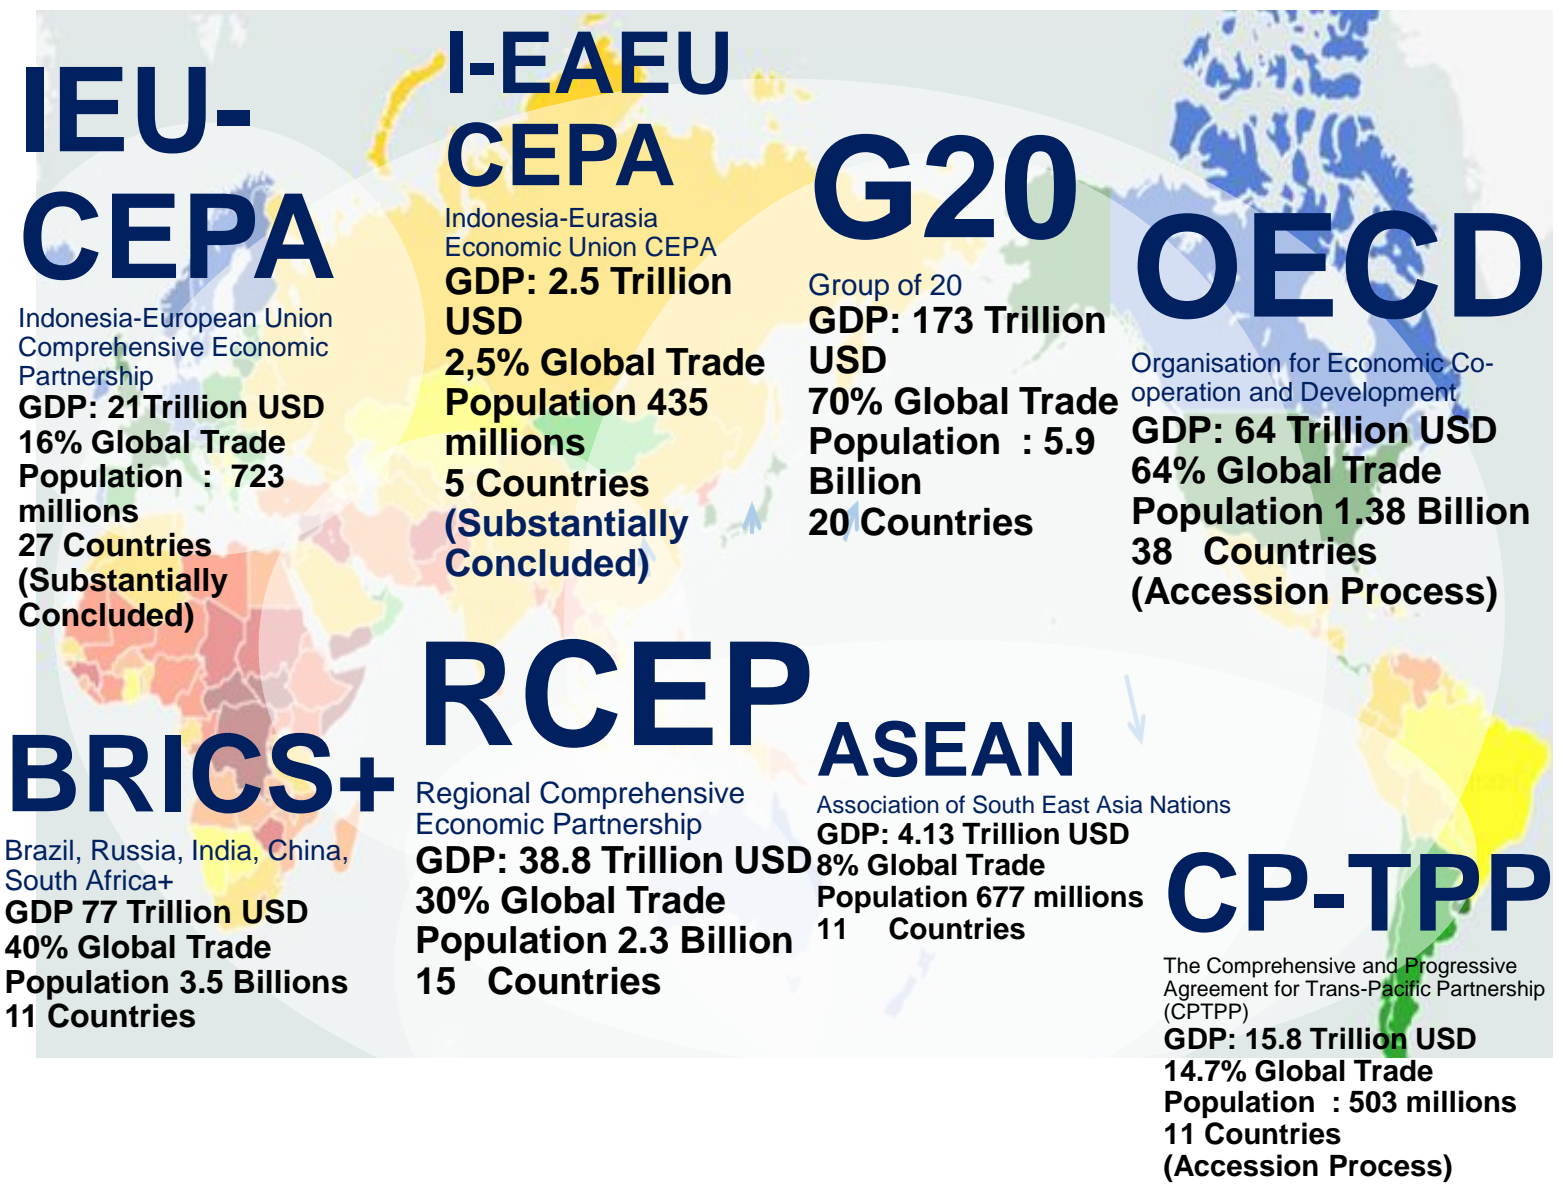 IEU-
CEPA
Indonesia-European Union
Comprehensive Economic
Partnership
GDP: 21Trillion USD
16% Global Trade
Population : 723
millions
27 Countries
(Substantially
Concluded)
I-EAEU
CEPA
Indonesia-Eurasia
Economic Union CEPA
GDP: 2.5 Trillion
USD
2,5% Global Trade
Population 435
millions
5 Countries
(Substantially
Concluded)
G20
Group of 20
GDP: 173 Trillion
USD
70% Global Trade
Population : 5.9
Billion
20 Countries
OECD
Organisation for Economic Co-
operation and Development
GDP: 64 Trillion USD
64% Global Trade
Population 1.38 Billion
38 Countries
(Accession Process)
BRICS+
Brazil, Russia, India, China,
South Africa+
GDP 77 Trillion USD
40% Global Trade
Population 3.5 Billions
11 Countries
RCEP
Regional Comprehensive
Economic Partnership
GDP: 38.8 Trillion USD
30% Global Trade
Population 2.3 Billion
15 Countries
ASEAN
Association of South East Asia Nations
GDP: 4.13 Trillion USD
8% Global Trade
Population 677 millions
11 Countries
CP-TPP
The Comprehensive and Progressive
Agreement for Trans-Pacific Partnership
(CPTPP)
GDP: 15.8 Trillion USD
14.7% Global Trade
Population : 503 millions
11 Countries
(Accession Process)